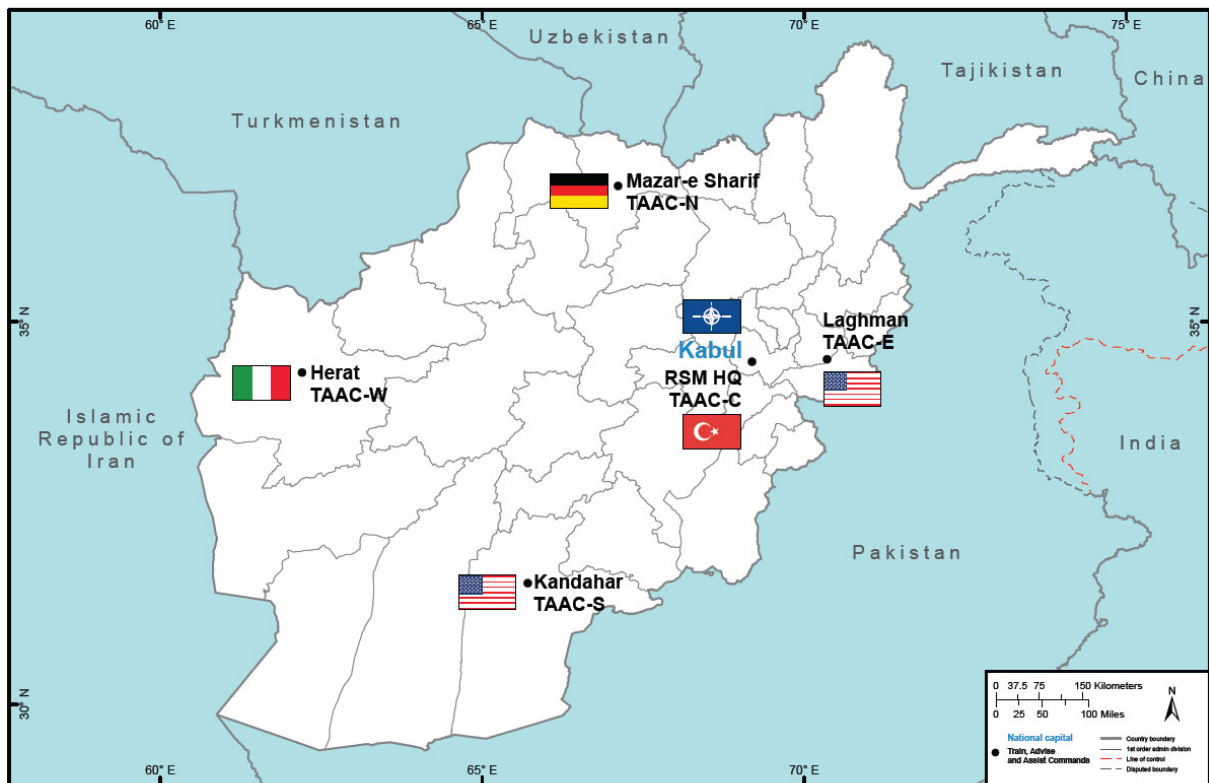 60° E
65° E
70° E
75° E
Uzbekistan
Tajikistan
China
Turkmenistan
Mazar-e Sharif
TAAC-N
35° N
35° N
Laghman
TAAC-E
Kabul
RSM HQ
TAAC-C
Herat
TAAC-W
Islamic
Republic of
Iran
India
Pakistan
Kandahar
TAAC-S
30° N
0 37.5 75 150 Kilometers
0 25 50 100 Miles
N
National capital
Train, Advise
and Assist Commands
Country boundary
1st order admin division
Line of control
Disputed boundary
60° E
65° E
70° E